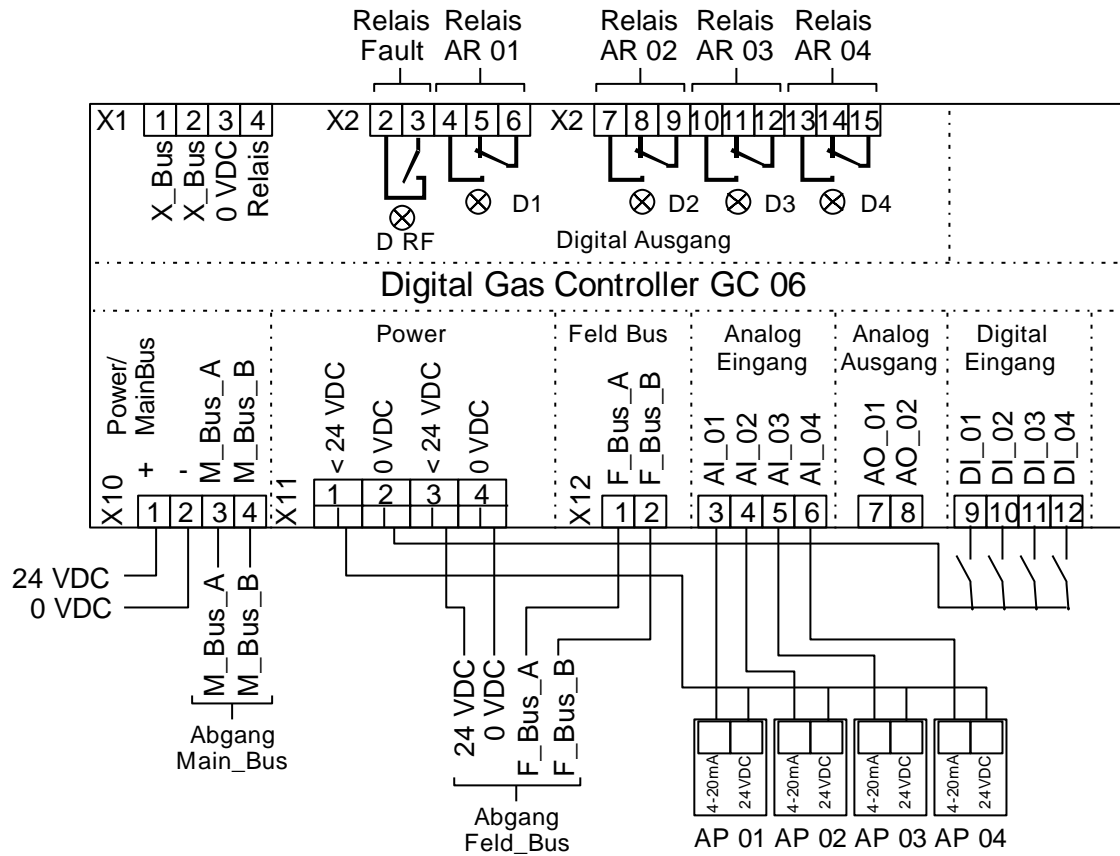 Relais Fault
Relais AR 01
Relais AR 02
Relais AR 03
Relais AR 04
X1 1 2 3 4
X2 2 3 4 5 6
X2 7 8 9 10 11 12 13 14 15
X_Bus
X_Bus
0 VDC
Relais
D RF
D1
D2
D3
D4
Digital Ausgang
Digital Gas Controller GC 06
Power/
MainBus
Power
Feld Bus
Analog
Eingang
Analog
Ausgang
Digital
Eingang
+
-
M_Bus_A
M_Bus_B
< 24 VDC
0 VDC
< 24 VDC
0 VDC
F_Bus_A
F_Bus_B
AI_01
AI_02
AI_03
AI_04
AO_01
AO_02
DI_01
DI_02
DI_03
DI_04
X10 1 2 3 4
X11 1 2 3 4
X12 1 2 3 4 5 6 7 8 9 10 11 12
24 VDC
0 VDC
M_Bus_A
M_Bus_B
Abgang
Main_Bus
24 VDC
0 VDC
F_Bus_A
F_Bus_B
Abgang
Feld_Bus
4-20mA
24VDC
4-20mA
24VDC
4-20mA
24VDC
4-20mA
24VDC
AP 01 AP 02 AP 03 AP 04